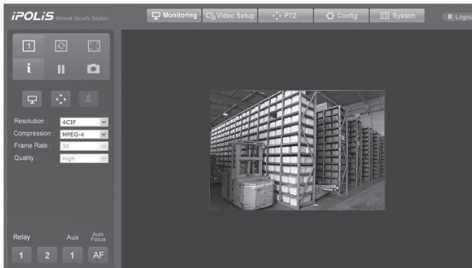 iPOLiS Network Security Solution
Monitoring Video Setup PTZ Config System Logout
1
i
Resolution : 4CIF
Compression : MPEG-4
Frame Rate : 30
Quality : High
Relay Aux Auto Focus
1 2 1 AF